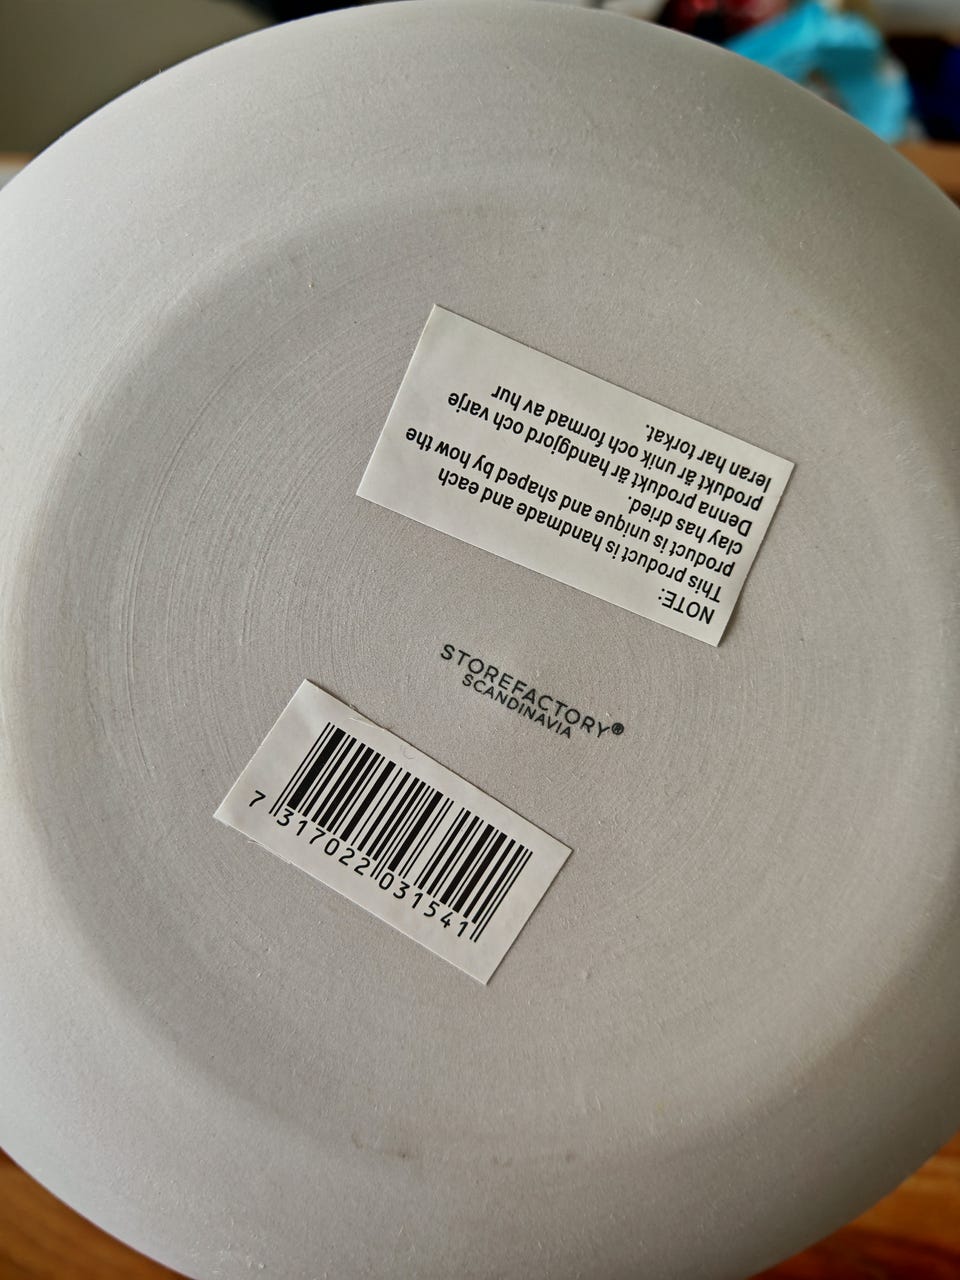 NOTE:
This product is handmade and each
product is unique and shaped by how the
clay has dried.
Denna produkt är handgjord och varje
produkt är unik och formad av hur
leran har torkat.
STOREFACTORY®
SCANDINAVIA
7 317022 031541